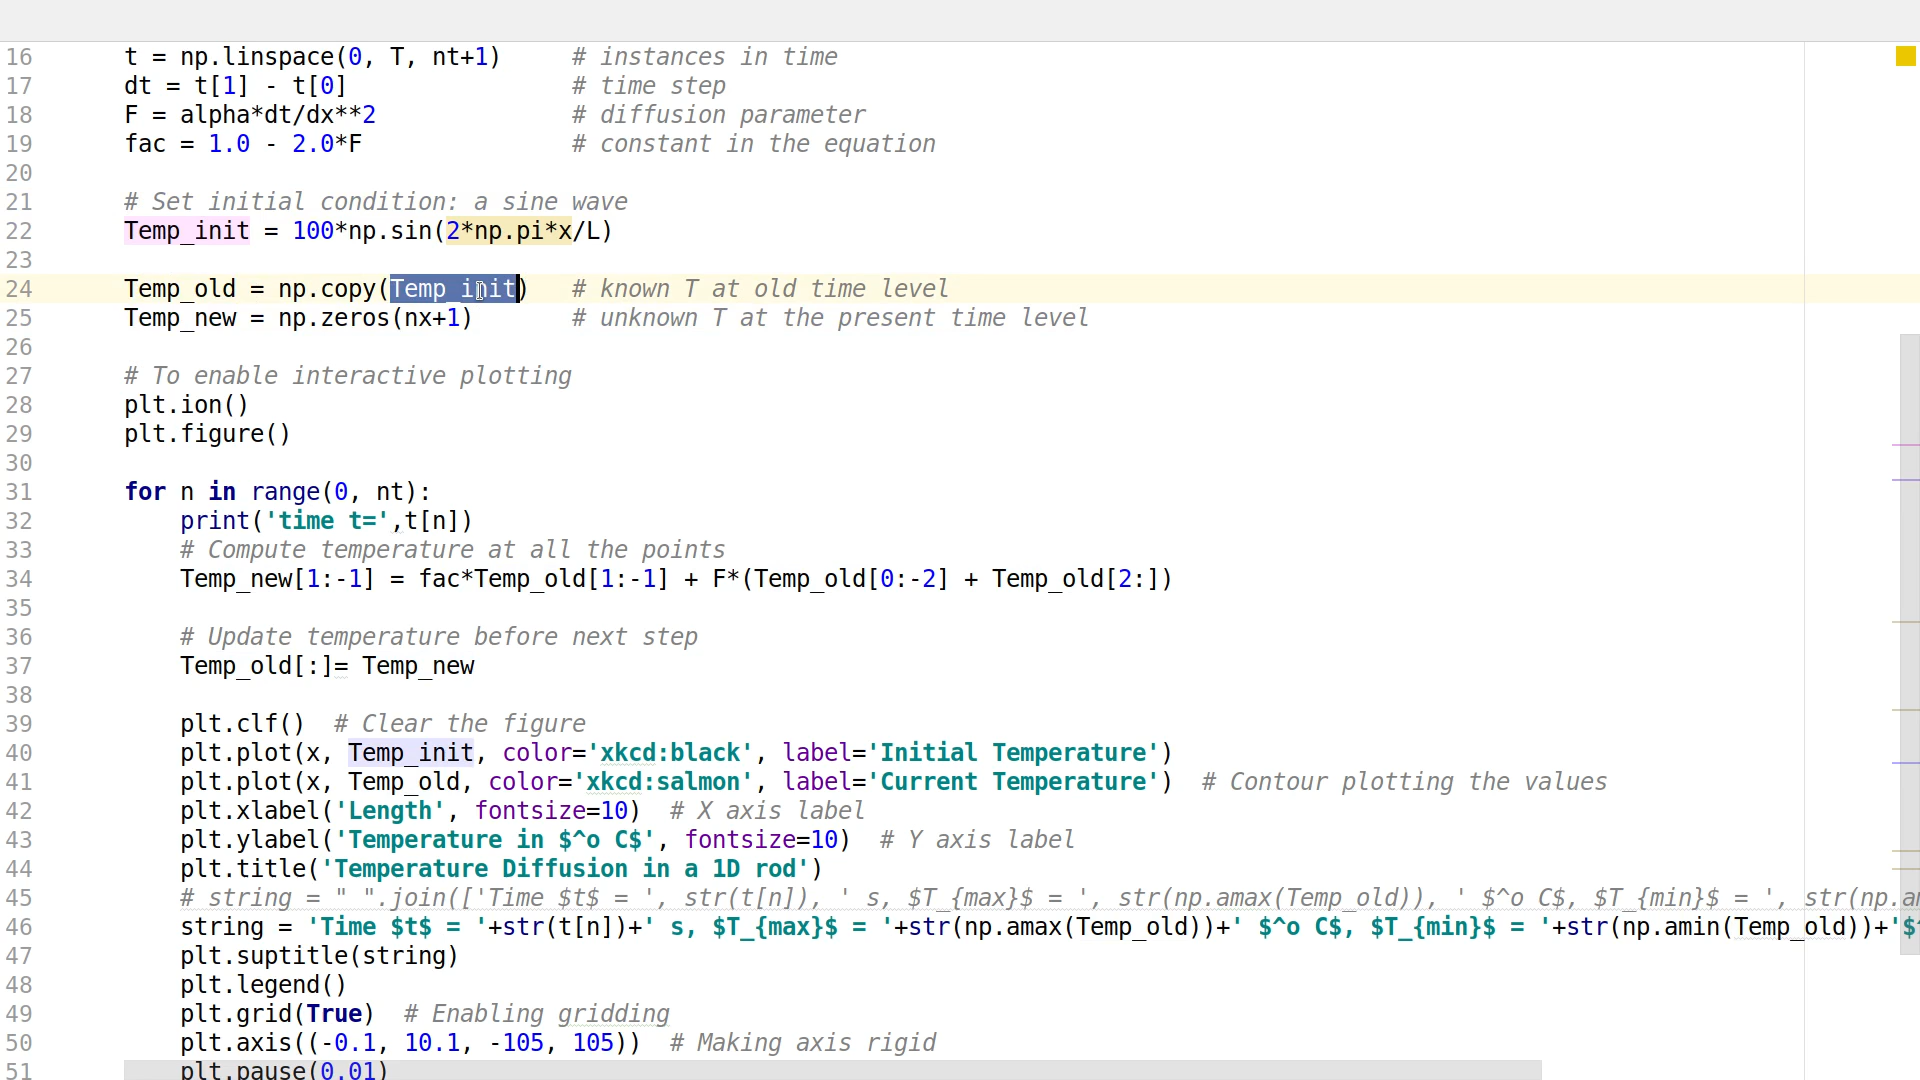 16 t = np.linspace(0, T, nt+1) # instances in time
17 dt = t[1] - t[0] # time step
18 F = alpha*dt/dx**2 # diffusion parameter
19 fac = 1.0 - 2.0*F # constant in the equation
20
21 # Set initial condition: a sine wave
22 Temp_init = 100*np.sin(2*np.pi*x/L)
23
24 Temp_old = np.copy(Temp_init) # known T at old time level
25 Temp_new = np.zeros(nx+1) # unknown T at the present time level
26
27 # To enable interactive plotting
28 plt.ion()
29 plt.figure()
30
31 for n in range(0, nt):
32 print('time t=',t[n])
33 # Compute temperature at all the points
34 Temp_new[1:-1] = fac*Temp_old[1:-1] + F*(Temp_old[0:-2] + Temp_old[2:])
35
36 # Update temperature before next step
37 Temp_old[:]= Temp_new
38
39 plt.clf() # Clear the figure
40 plt.plot(x, Temp_init, color='xkcd:black', label='Initial Temperature')
41 plt.plot(x, Temp_old, color='xkcd:salmon', label='Current Temperature') # Contour plotting the values
42 plt.xlabel('Length', fontsize=10) # X axis label
43 plt.ylabel('Temperature in $^o C$', fontsize=10) # Y axis label
44 plt.title('Temperature Diffusion in a 1D rod')
45 # string = " ".join(['Time $t$ = ', str(t[n]), ' s, $T_{max}$ = ', str(np.amax(Temp_old)), ' $^o C$, $T_{min}$ = ', str(np.am
46 string = 'Time $t$ = '+str(t[n])+' s, $T_{max}$ = '+str(np.amax(Temp_old))+' $^o C$, $T_{min}$ = '+str(np.amin(Temp_old))+'$^
47 plt.suptitle(string)
48 plt.legend()
49 plt.grid(True) # Enabling gridding
50 plt.axis((-0.1, 10.1, -105, 105)) # Making axis rigid
51 plt.pause(0.01)